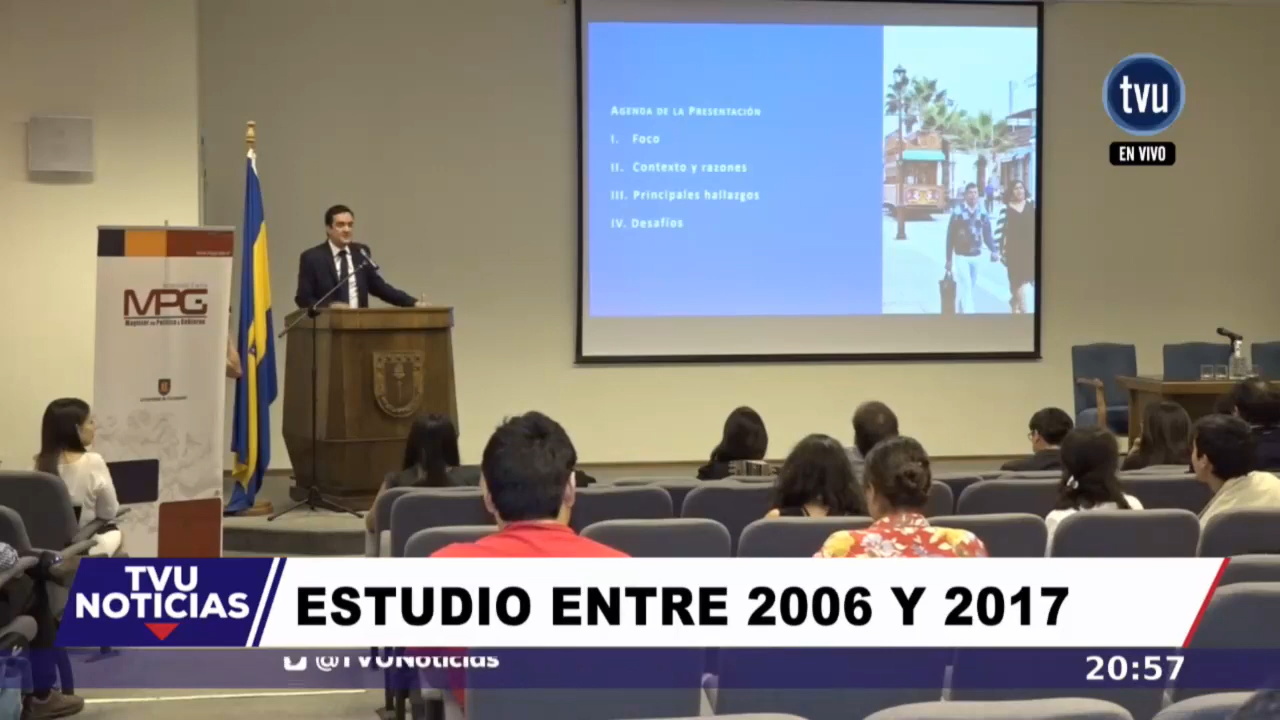 AGENDA DE LA PRESENTACIÓN
I. FOCO
II. CONTEXTO Y RAZONES
III. PRINCIPALES HALLAZGOS
IV. DESAFÍOS
tvu
EN VIVO
MPG
Magíster en Política y Gobierno
TVU
NOTICIAS
ESTUDIO ENTRE 2006 Y 2017
@TVUNoticias
20:57